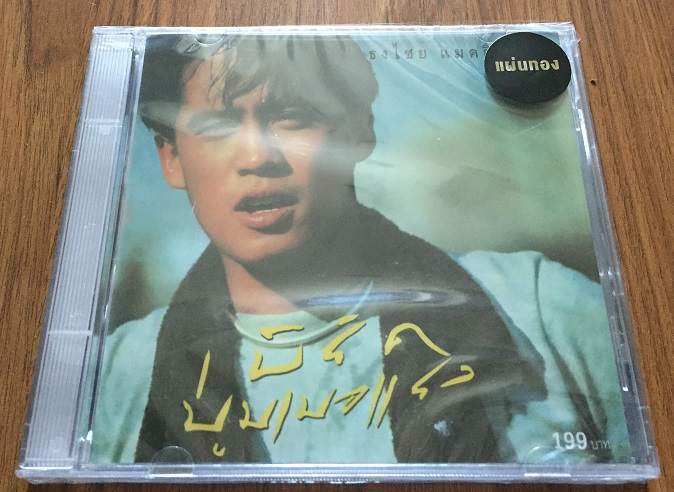 ธงไชย แมค
แผ่นทอง
บูมเมอแรง
199 บาท